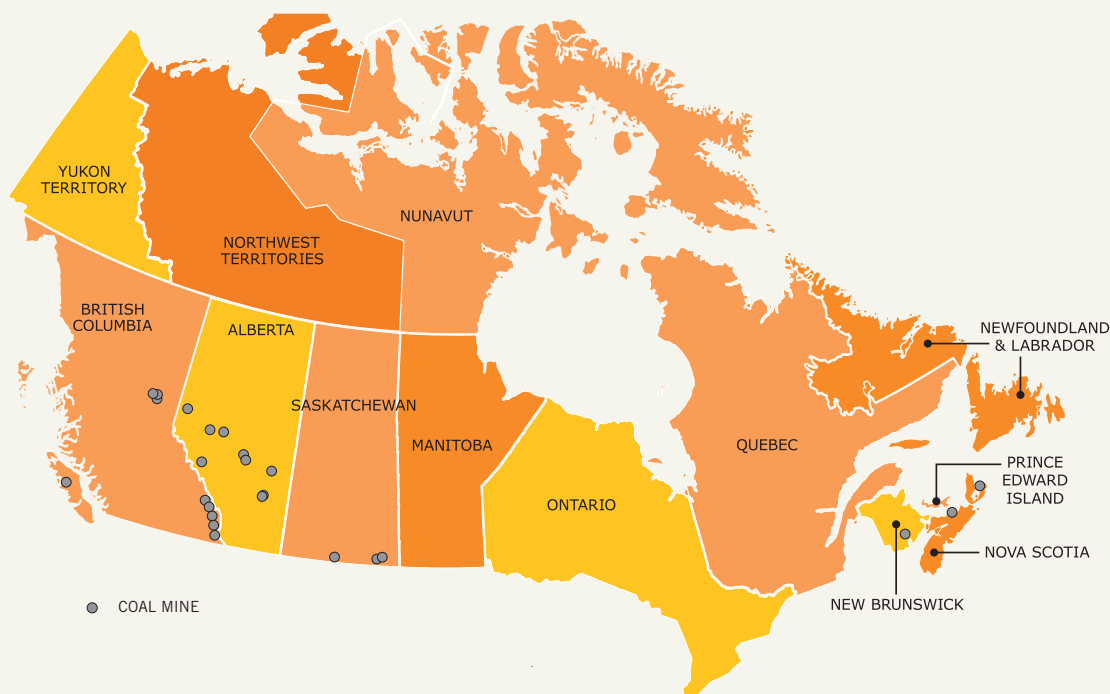 YUKON
TERRITORY
NUNAVUT
NORTHWEST
TERRITORIES
BRITISH
COLUMBIA
ALBERTA
NEWFOUNDLAND
& LABRADOR
SASKATCHEWAN
MANITOBA
QUEBEC
PRINCE
EDWARD
ISLAND
ONTARIO
NOVA SCOTIA
NEW BRUNSWICK
COAL MINE